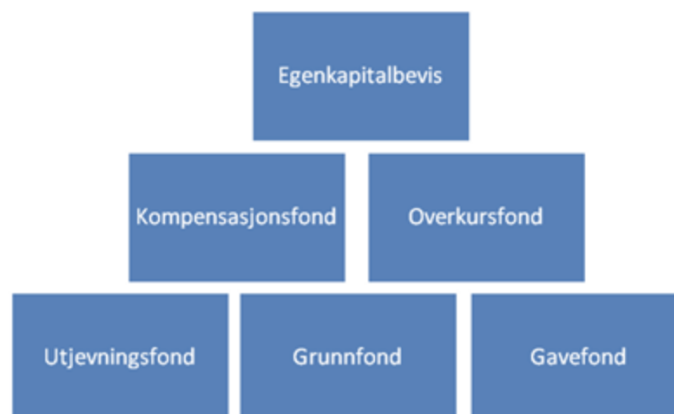 Egenkapitalbevis
Kompensasjonsfond
Overkursfond
Utjevningsfond
Grunnfond
Gavefond